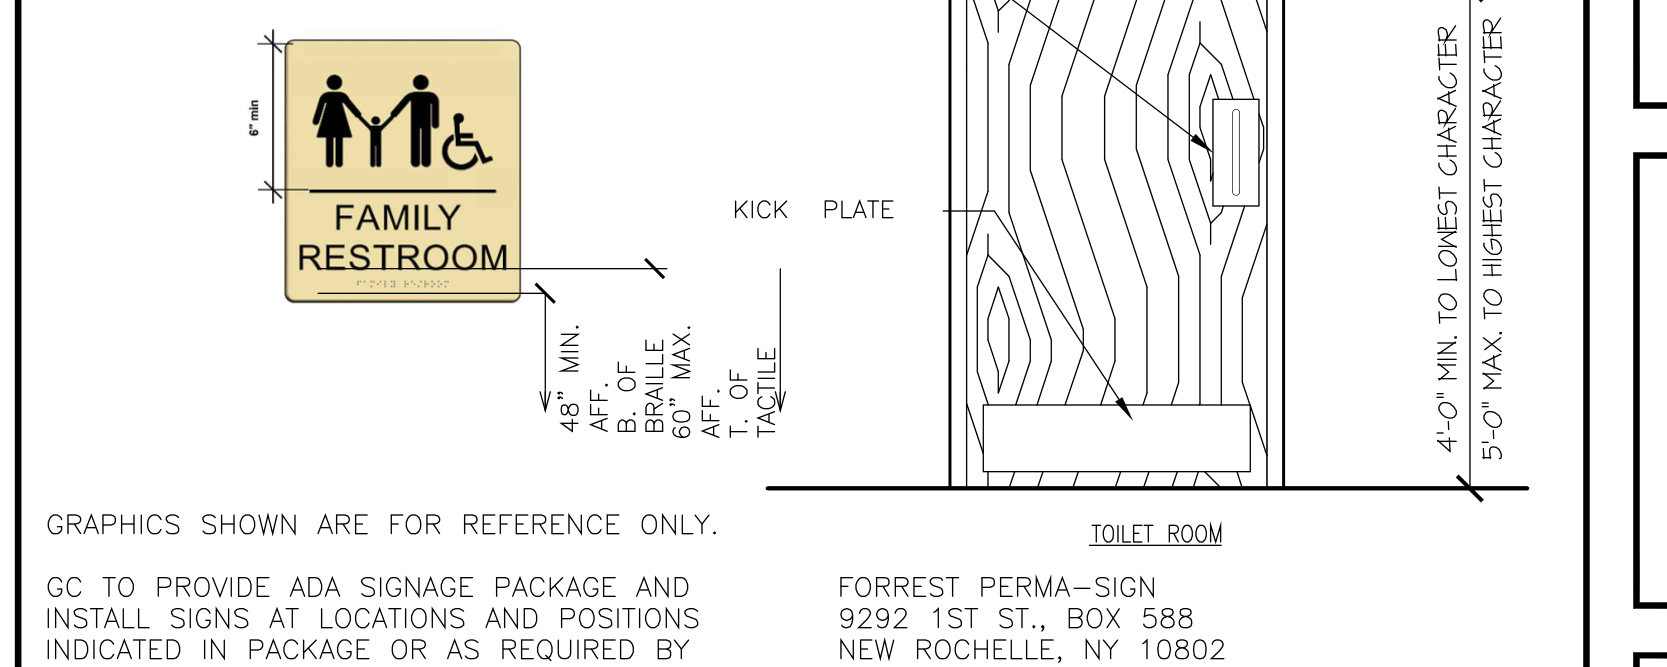 6" min
FAMILY
RESTROOM
48" MIN.
AFF.
B. OF
BRAILLE
60" MAX.
AFF.
T. OF
TACTILE
KICK PLATE
4'-0" MIN. TO LOWEST CHARACTER
5'-0" MAX. TO HIGHEST CHARACTER
TOILET ROOM
GRAPHICS SHOWN ARE FOR REFERENCE ONLY.
GC TO PROVIDE ADA SIGNAGE PACKAGE AND
INSTALL SIGNS AT LOCATIONS AND POSITIONS
INDICATED IN PACKAGE OR AS REQUIRED BY
FORREST PERMA-SIGN
9292 1ST ST., BOX 588
NEW ROCHELLE, NY 10802